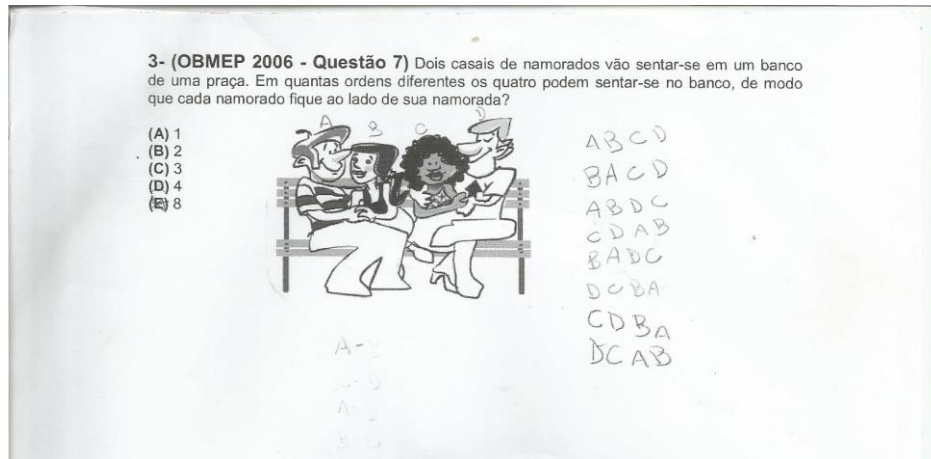 3- (OBMEP 2006 - Questão 7) Dois casais de namorados vão sentar-se em um banco
de uma praça. Em quantas ordens diferentes os quatro podem sentar-se no banco, de modo
que cada namorado fique ao lado de sua namorada?
(A) 1
(B) 2
(C) 3
(D) 4
(E) 8
A B C D
ABCD
BACD
ABDC
CDAB
BADC
DCBA
CDBA
DCAB